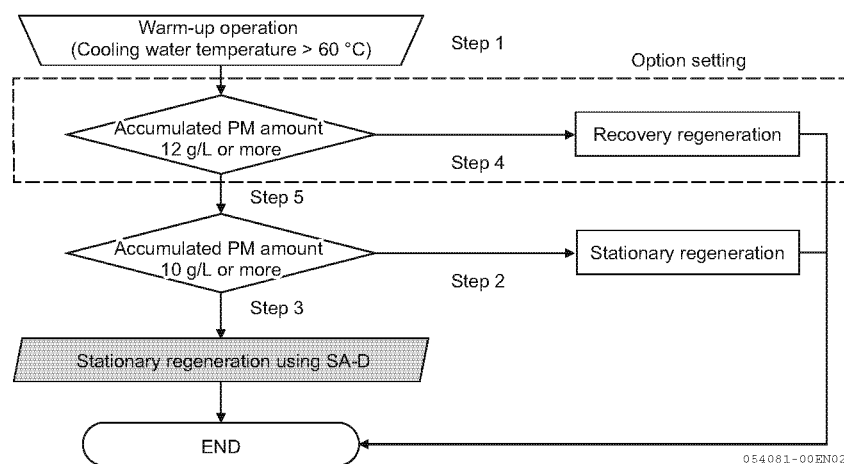 Warm-up operation
(Cooling water temperature > 60 °C)
Step 1
Option setting
Accumulated PM amount
12 g/L or more
Recovery regeneration
Step 4
Step 5
Accumulated PM amount
10 g/L or more
Stationary regeneration
Step 2
Step 3
Stationary regeneration using SA-D
END
054081-00EN02